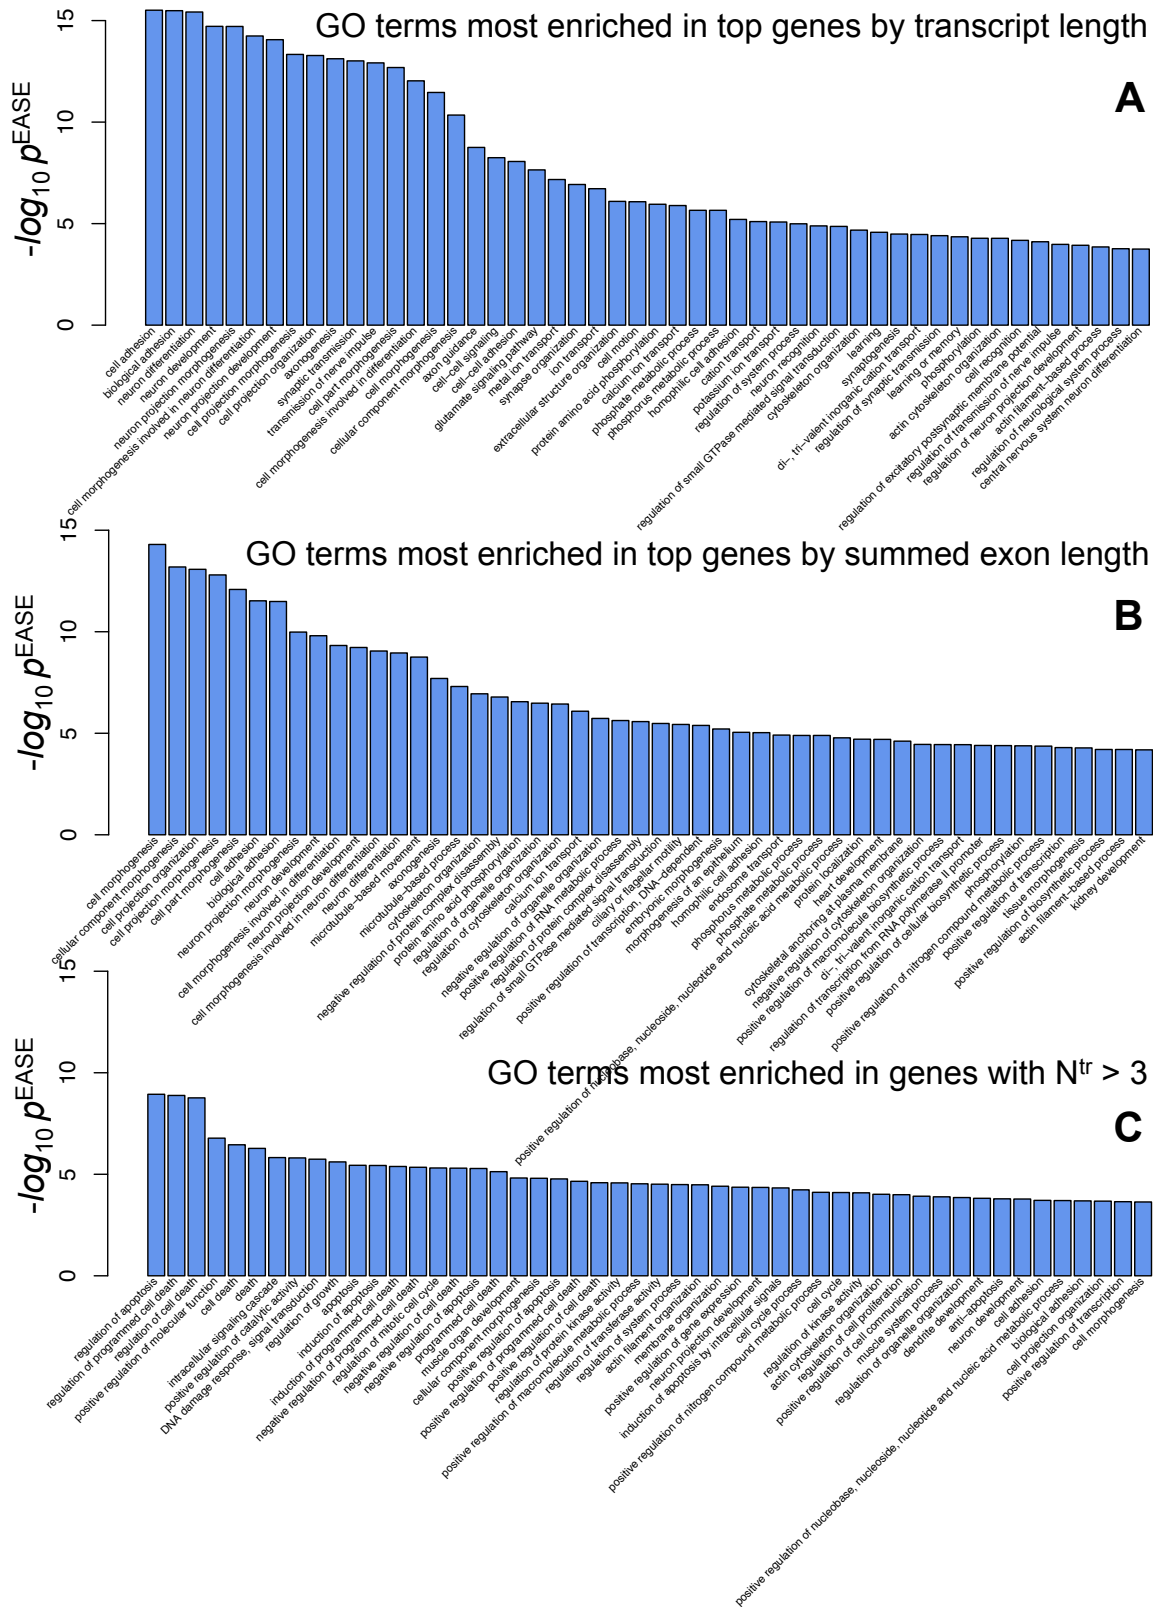 GO terms most enriched in top genes by transcript length
A
-log10 pEASE
15
10
5
0
cell adhesion
biological adhesion
neuron differentiation
neuron development
neuron projection morphogenesis
cell morphogenesis involved in neuron differentiation
neuron projection development
cell projection morphogenesis
cell projection organization
axonogenesis
synaptic transmission
transmission of nerve impulse
cell part morphogenesis
cell morphogenesis involved in differentiation
cell morphogenesis
cellular component morphogenesis
axon guidance
cell–cell signaling
cell–cell adhesion
glutamate signaling pathway
metal ion transport
synapse organization
ion transport
extracellular structure organization
cell motion
protein amino acid phosphorylation
calcium ion transport
phosphate metabolic process
phosphorus metabolic process
homophilic cell adhesion
cation transport
potassium ion transport
regulation of system process
neuron recognition
regulation of small GTPase mediated signal transduction
cytoskeleton organization
learning
synaptogenesis
di–, tri–valent inorganic cation transport
regulation of synaptic transmission
learning or memory
phosphorylation
actin cytoskeleton organization
cell recognition
regulation of excitatory postsynaptic membrane potential
regulation of transmission of nerve impulse
regulation of neuron projection development
actin filament–based process
regulation of neurological system process
central nervous system neuron differentiation
GO terms most enriched in top genes by summed exon length
B
-log10 pEASE
15
10
5
0
cell morphogenesis
cellular component morphogenesis
cell projection organization
cell projection morphogenesis
cell part morphogenesis
cell adhesion
biological adhesion
neuron projection morphogenesis
neuron development
cell morphogenesis involved in differentiation
neuron projection development
cell morphogenesis involved in neuron differentiation
neuron differentiation
microtubule–based movement
axonogenesis
microtubule–based process
cytoskeleton organization
negative regulation of protein complex disassembly
protein amino acid phosphorylation
regulation of organelle organization
regulation of cytoskeleton organization
calcium ion transport
negative regulation of organelle organization
positive regulation of RNA metabolic process
regulation of protein complex disassembly
regulation of small GTPase mediated signal transduction
ciliary or flagellar motility
positive regulation of transcription, DNA–dependent
embryonic morphogenesis
morphogenesis of an epithelium
homophilic cell adhesion
endosome transport
phosphorus metabolic process
phosphate metabolic process
positive regulation of nucleobase, nucleoside, nucleotide and nucleic acid metabolic process
protein localization
heart development
cytoskeletal anchoring at plasma membrane
negative regulation of cytoskeleton organization
positive regulation of macromolecule biosynthetic process
di–, tri–valent inorganic cation transport
regulation of transcription from RNA polymerase II promoter
positive regulation of cellular biosynthetic process
phosphorylation
positive regulation of nitrogen compound metabolic process
positive regulation of transcription
tissue morphogenesis
positive regulation of biosynthetic process
actin filament–based process
kidney development
GO terms most enriched in genes with Ntr > 3
C
-log10 pEASE
15
10
5
0
regulation of apoptosis
regulation of programmed cell death
regulation of cell death
positive regulation of molecular function
cell death
death
intracellular signaling cascade
positive regulation of catalytic activity
DNA damage response, signal transduction
regulation of growth
apoptosis
induction of apoptosis
induction of programmed cell death
negative regulation of programmed cell death
regulation of mitotic cell cycle
negative regulation of cell death
negative regulation of apoptosis
programmed cell death
muscle organ development
cellular component morphogenesis
positive regulation of apoptosis
positive regulation of programmed cell death
positive regulation of cell death
regulation of protein kinase activity
positive regulation of macromolecule metabolic process
regulation of transferase activity
regulation of system process
actin filament organization
membrane organization
positive regulation of gene expression
neuron projection development
induction of apoptosis by intracellular signals
cell cycle process
positive regulation of nitrogen compound metabolic process
cell cycle
regulation of kinase activity
actin cytoskeleton organization
regulation of cell proliferation
positive regulation of cell communication
muscle system process
regulation of organelle organization
dendrite development
anti–apoptosis
neuron development
cell adhesion
positive regulation of nucleobase, nucleoside, nucleotide and nucleic acid metabolic process
biological adhesion
cell projection organization
positive regulation of transcription
cell morphogenesis